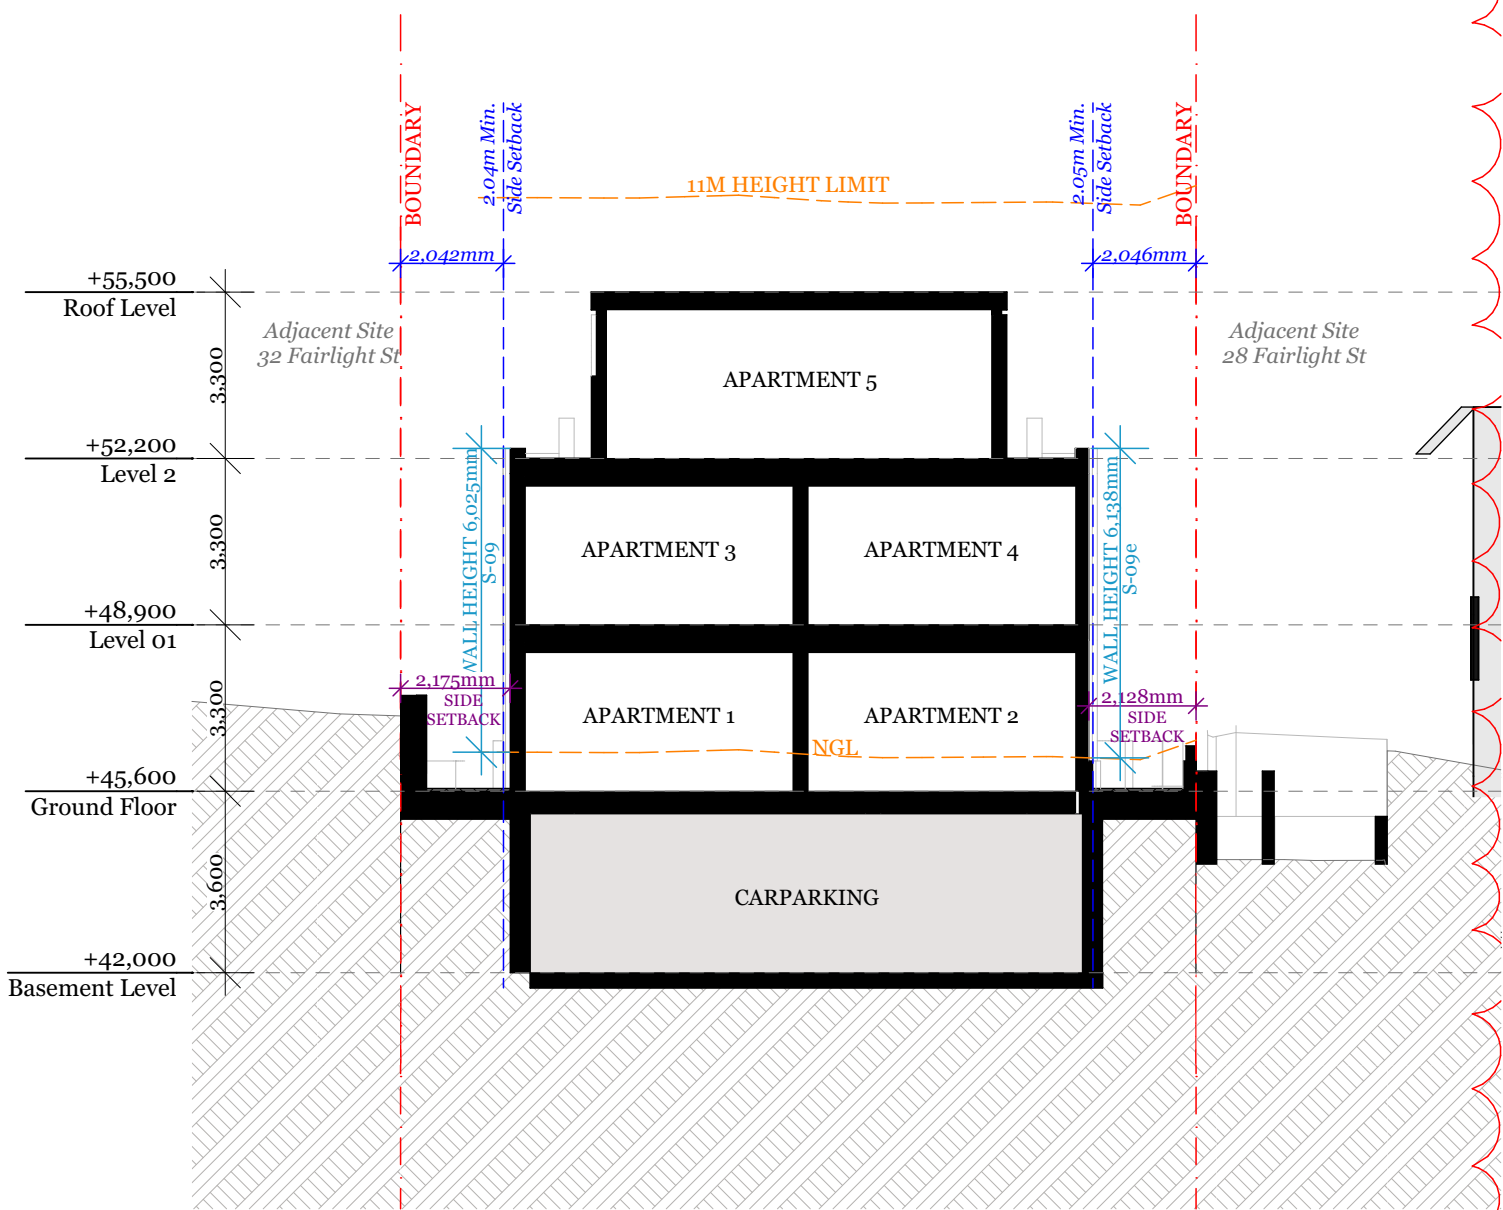 BOUNDARY
2.04m Min.
Side Setback
2.05m Min.
Side Setback
BOUNDARY
11M HEIGHT LIMIT
2,042mm
2,046mm
+55,500
Roof Level
Adjacent Site
32 Fairlight St
Adjacent Site
28 Fairlight St
3,300
APARTMENT 5
+52,200
Level 2
WALL HEIGHT 6,025mm
S-09
WALL HEIGHT 6,138mm
S-09e
3,300
APARTMENT 3
APARTMENT 4
+48,900
Level 01
2,175mm
SIDE
SETBACK
2,128mm
SIDE
SETBACK
3,300
APARTMENT 1
APARTMENT 2
NGL
+45,600
Ground Floor
3,600
CARPARKING
+42,000
Basement Level